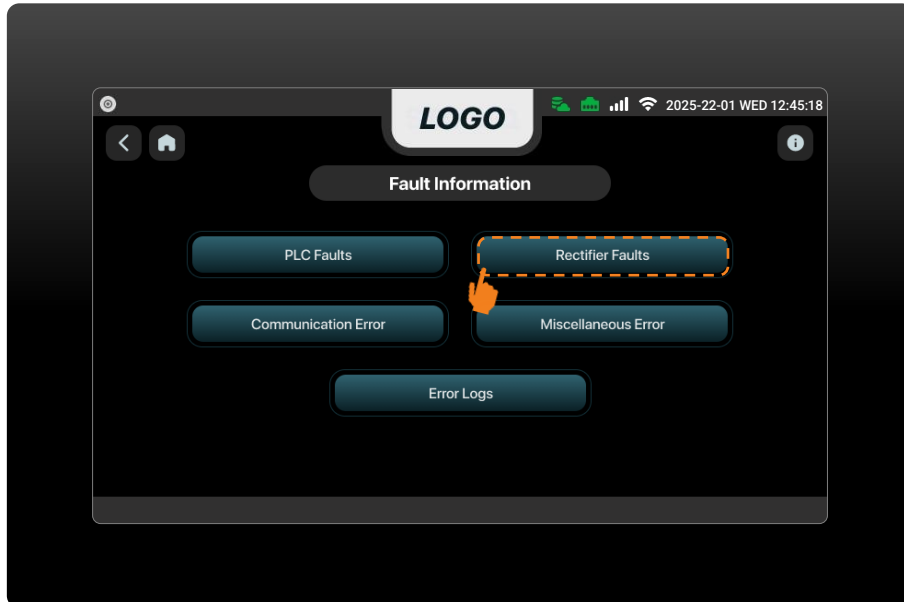 LOGO
2025-22-01 WED 12:45:18
Fault Information
PLC Faults
Rectifier Faults
Communication Error
Miscellaneous Error
Error Logs